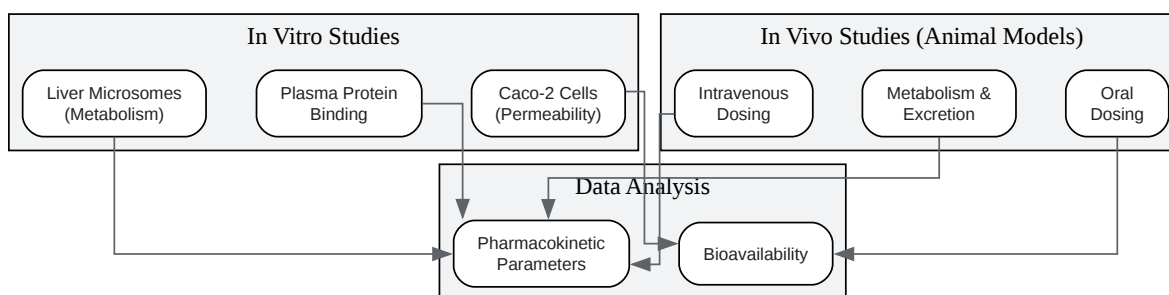 In Vitro Studies
Liver Microsomes
(Metabolism)
Plasma Protein
Binding
Caco-2 Cells
(Permeability)
In Vivo Studies (Animal Models)
Intravenous
Dosing
Metabolism &
Excretion
Oral
Dosing
Data Analysis
Pharmacokinetic
Parameters
Bioavailability